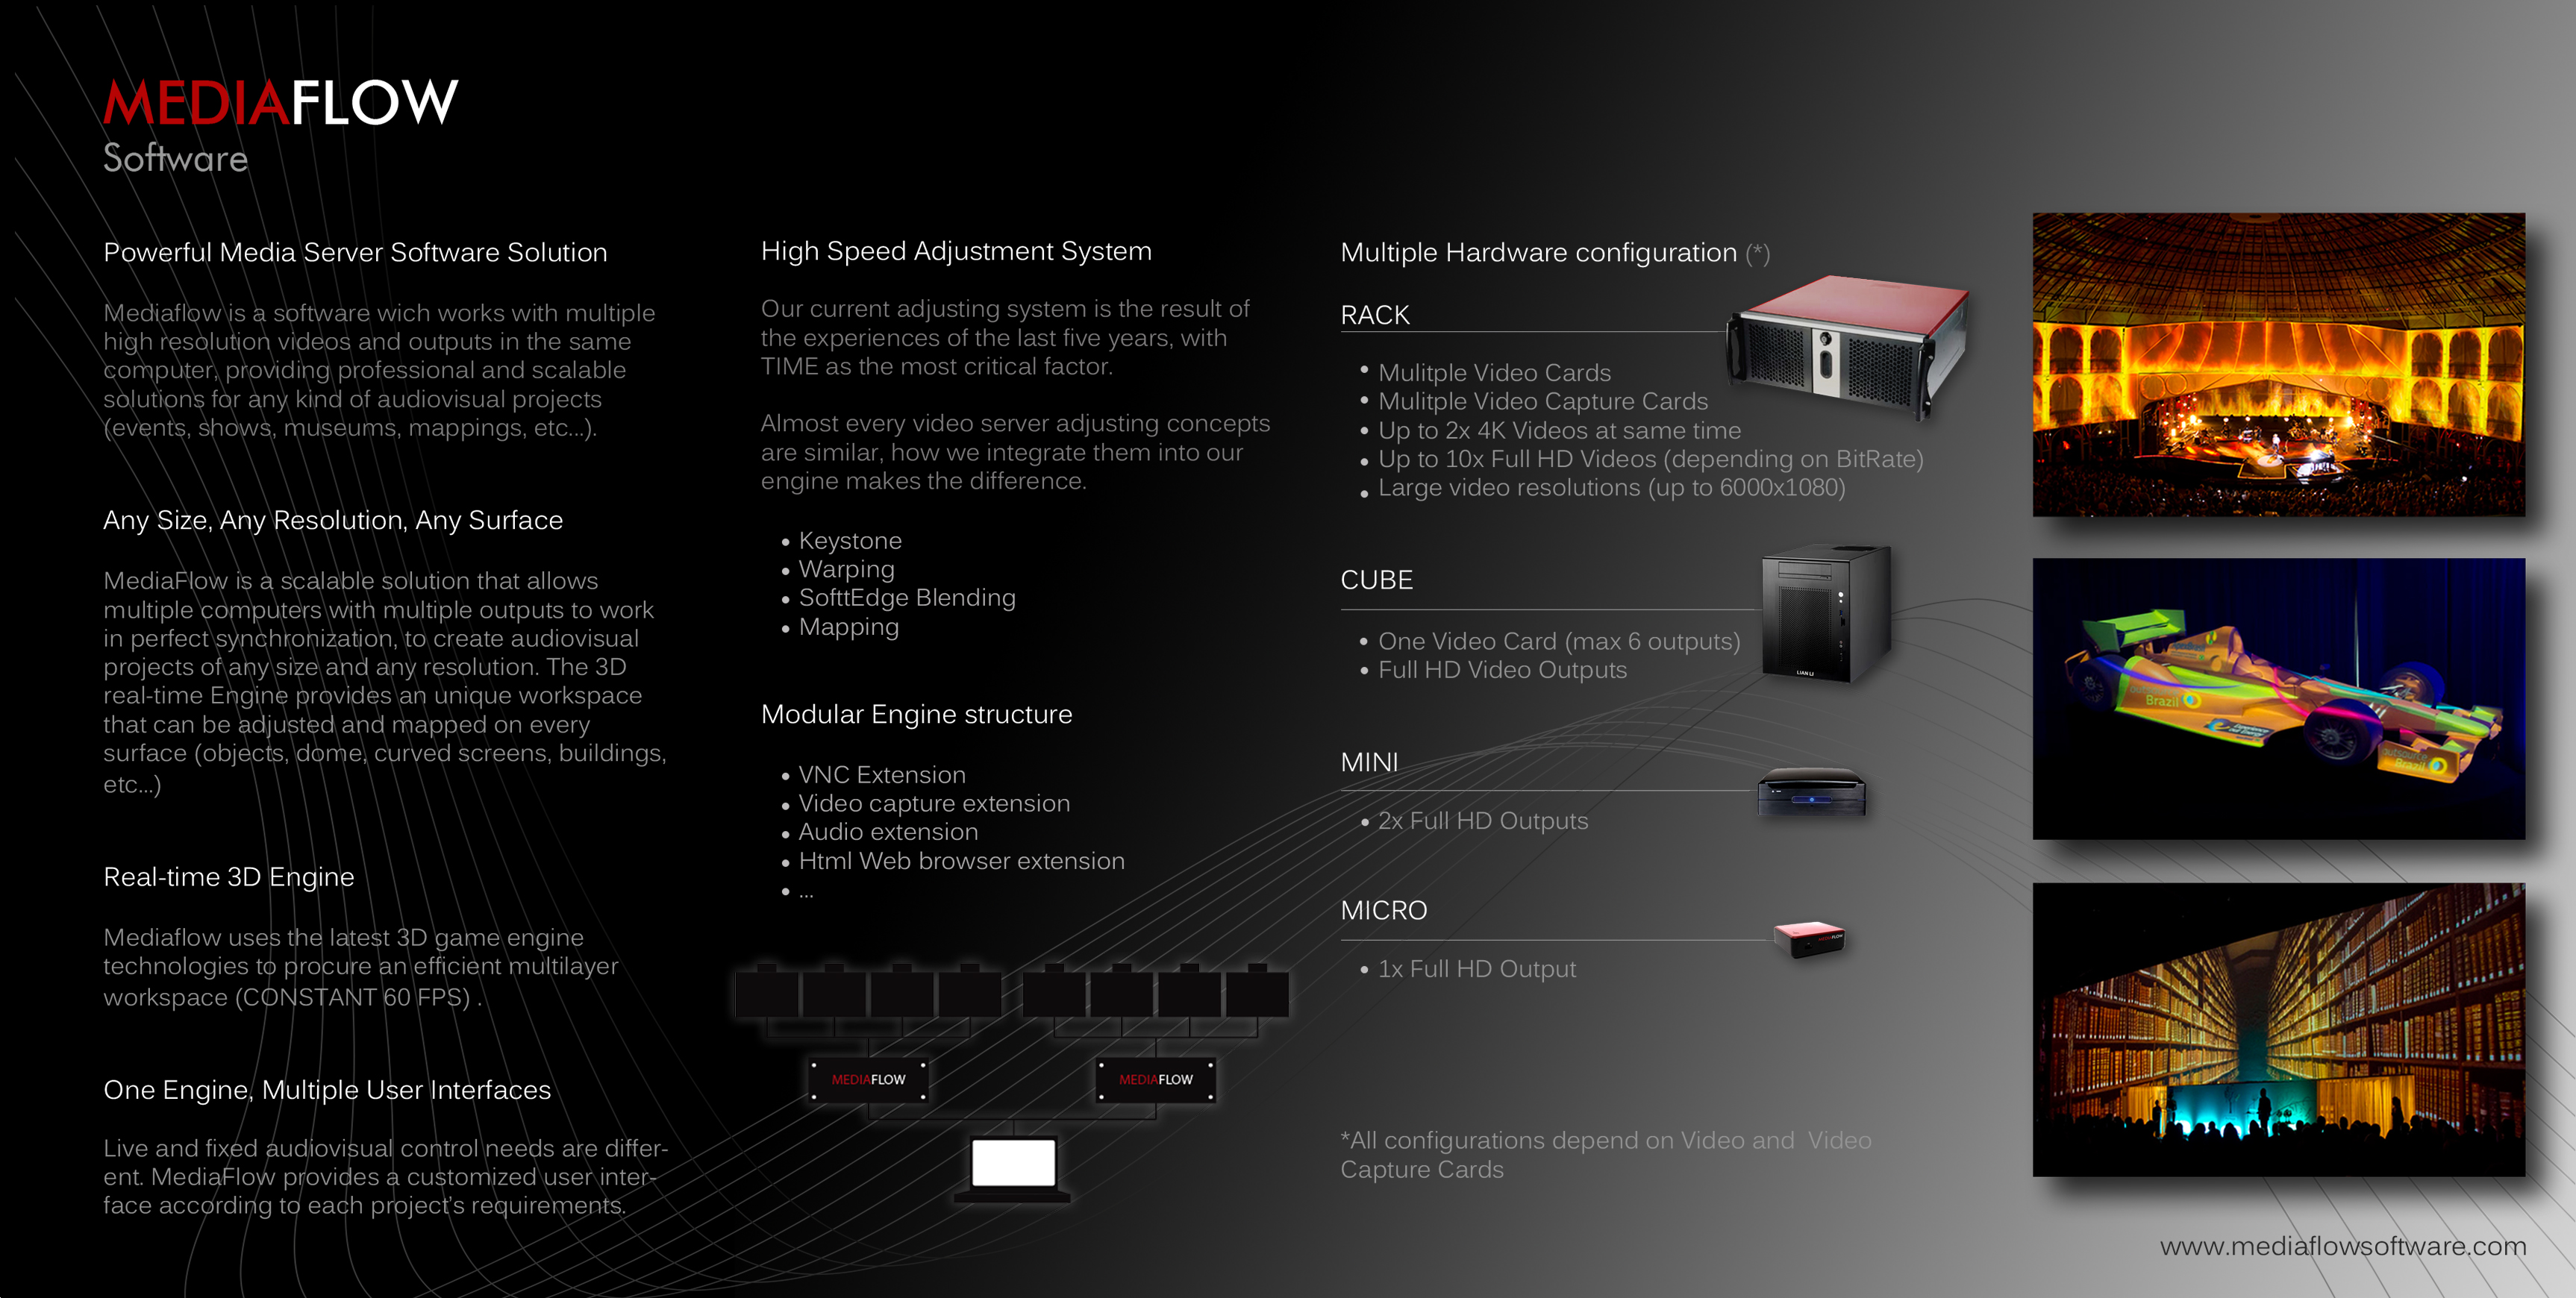 MEDIAFLOW
Software
Powerful Media Server Software Solution
Mediaflow is a software wich works with multiple
high resolution videos and outputs in the same
computer, providing professional and scalable
solutions for any kind of audiovisual projects
(events, shows, museums, mappings, etc...).
Any Size, Any Resolution, Any Surface
MediaFlow is a scalable solution that allows
multiple computers with multiple outputs to work
in perfect synchronization, to create audiovisual
projects of any size and any resolution. The 3D
real-time Engine provides an unique workspace
that can be adjusted and mapped on every
surface (objects, dome, curved screens, buildings,
etc...)
Real-time 3D Engine
Mediaflow uses the latest 3D game engine
technologies to procure an efficient multilayer
workspace (CONSTANT 60 FPS) .
One Engine, Multiple User Interfaces
Live and fixed audiovisual control needs are differ-
ent. MediaFlow provides a customized user inter-
face according to each project's requirements.
High Speed Adjustment System
Our current adjusting system is the result of
the experiences of the last five years, with
TIME as the most critical factor.
Almost every video server adjusting concepts
are similar, how we integrate them into our
engine makes the difference.
• Keystone
• Warping
• SofttEdge Blending
• Mapping
Modular Engine structure
• VNC Extension
• Video capture extension
• Audio extension
• Html Web browser extension
• ...
MEDIAFLOW
MEDIAFLOW
Multiple Hardware configuration (*)
RACK
• Mulitple Video Cards
• Mulitple Video Capture Cards
• Up to 2x 4K Videos at same time
• Up to 10x Full HD Videos (depending on BitRate)
• Large video resolutions (up to 6000x1080)
CUBE
• One Video Card (max 6 outputs)
• Full HD Video Outputs
LIAN LI
MINI
• 2x Full HD Outputs
MICRO
• 1x Full HD Output
MEDIAFLOW
*All configurations depend on Video and  Video
Capture Cards
Brazil
outsource
Brazil
www.mediaflowsoftware.com